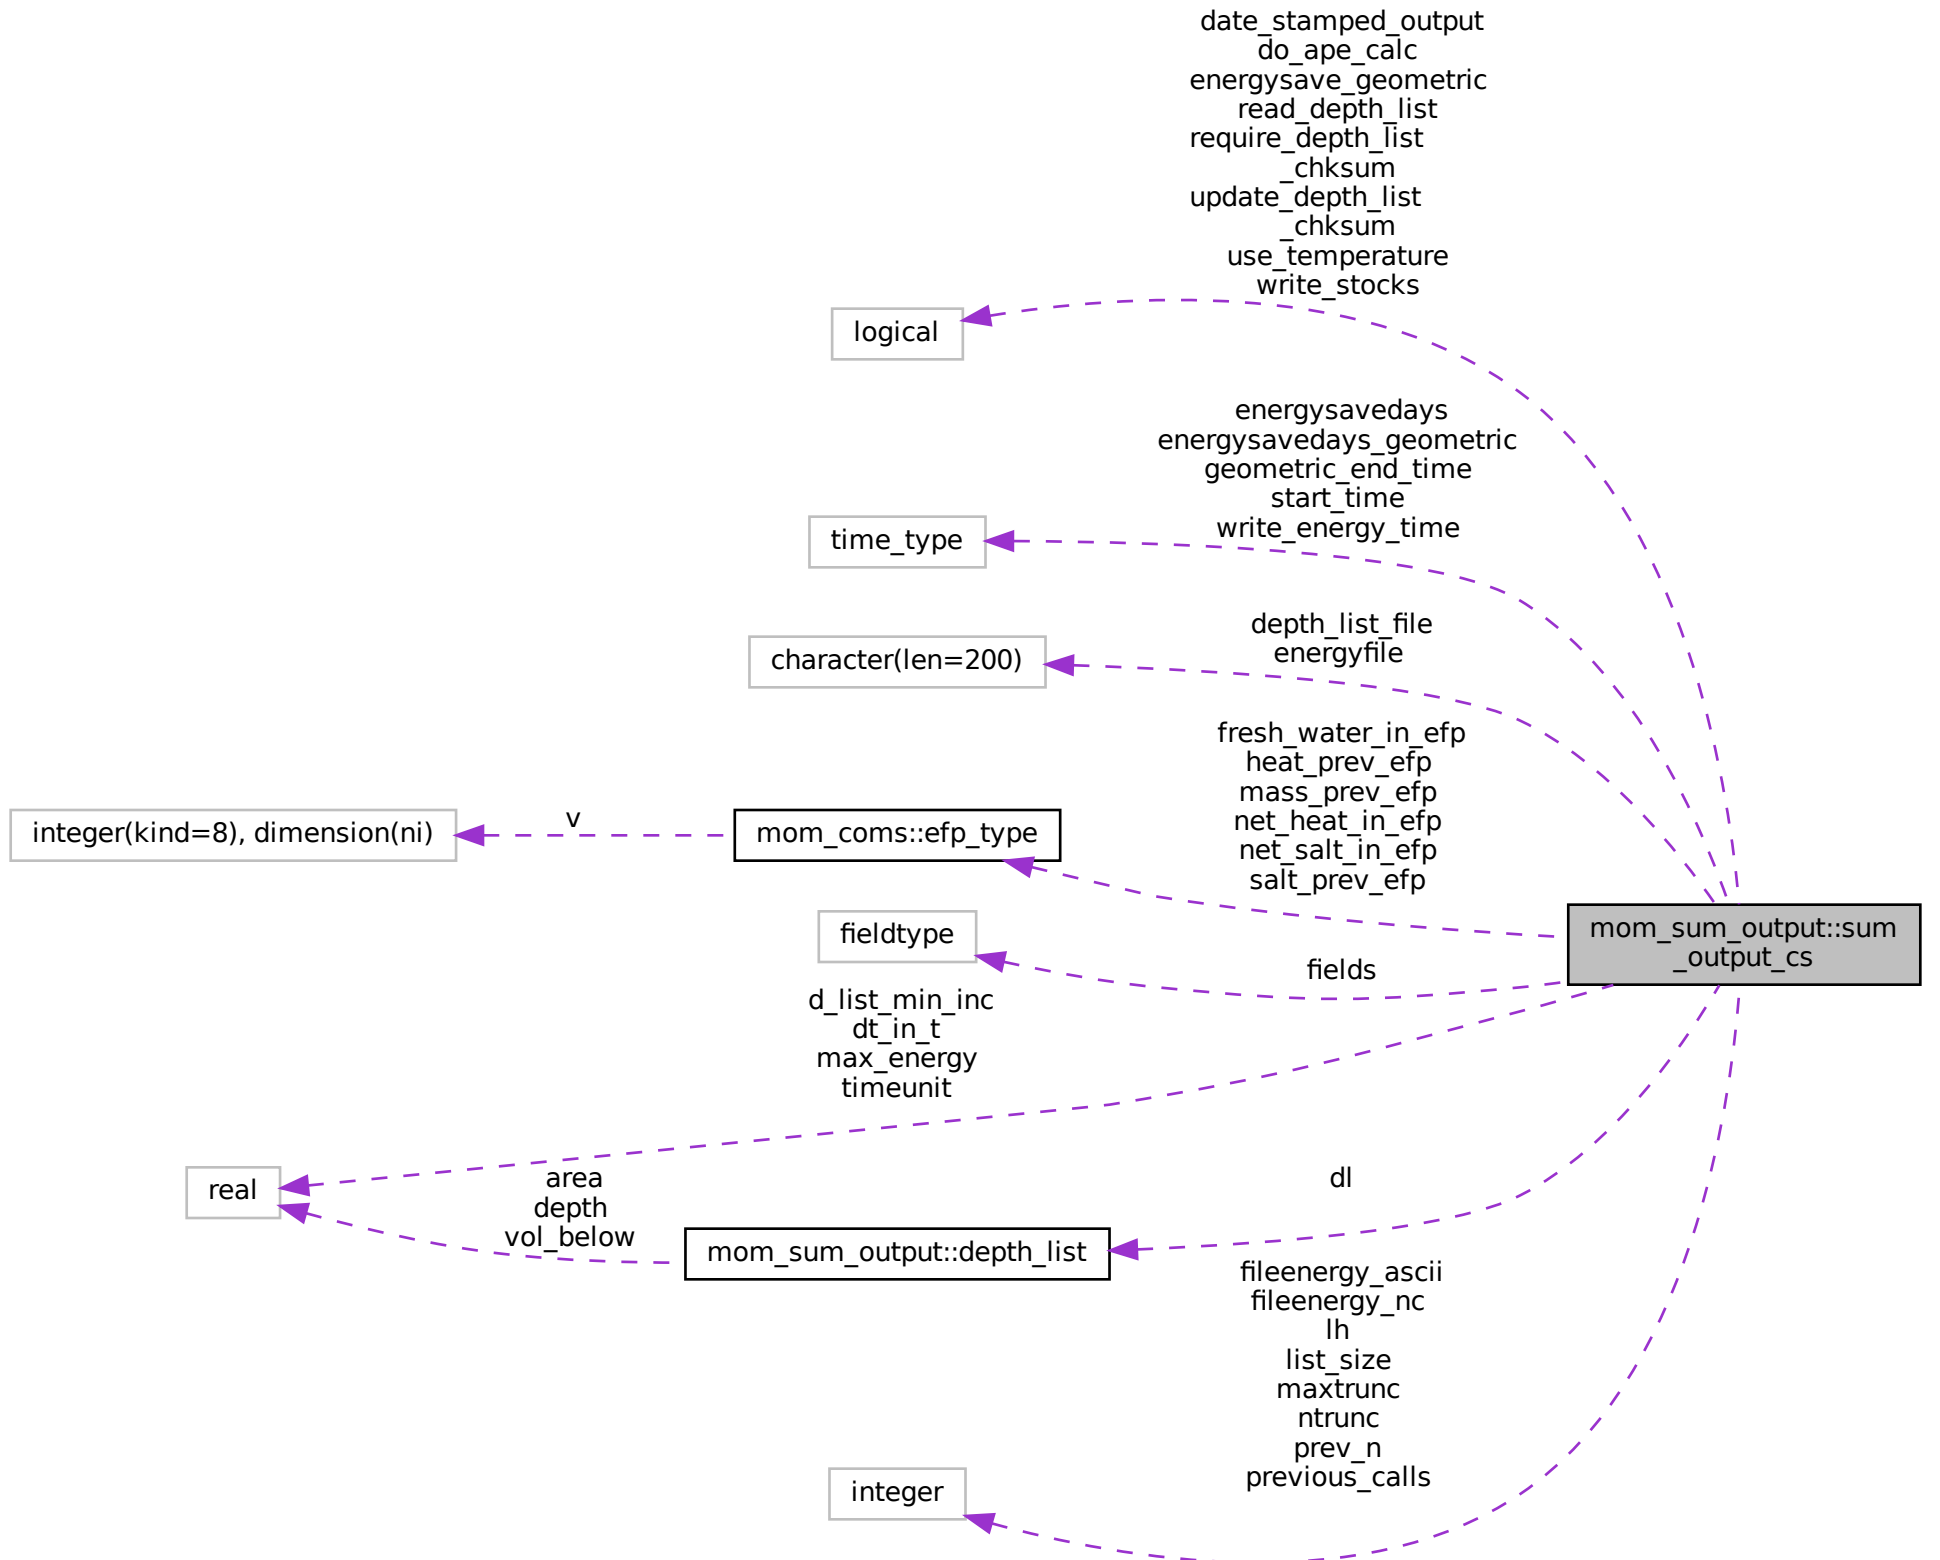 date_stamped_output
do_ape_calc
energysave_geometric
read_depth_list
require_depth_list
_chksum
update_depth_list
_chksum
use_temperature
write_stocks
logical
energysavedays
energysavedays_geometric
geometric_end_time
start_time
write_energy_time
time_type
depth_list_file
energyfile
character(len=200)
fresh_water_in_efp
heat_prev_efp
mass_prev_efp
net_heat_in_efp
net_salt_in_efp
salt_prev_efp
integer(kind=8), dimension(ni)
v
mom_coms::efp_type
fieldtype
fields
mom_sum_output::sum
_output_cs
d_list_min_inc
dt_in_t
max_energy
timeunit
real
area
depth
vol_below
dl
mom_sum_output::depth_list
fileenergy_ascii
fileenergy_nc
lh
list_size
maxtrunc
ntrunc
prev_n
previous_calls
integer